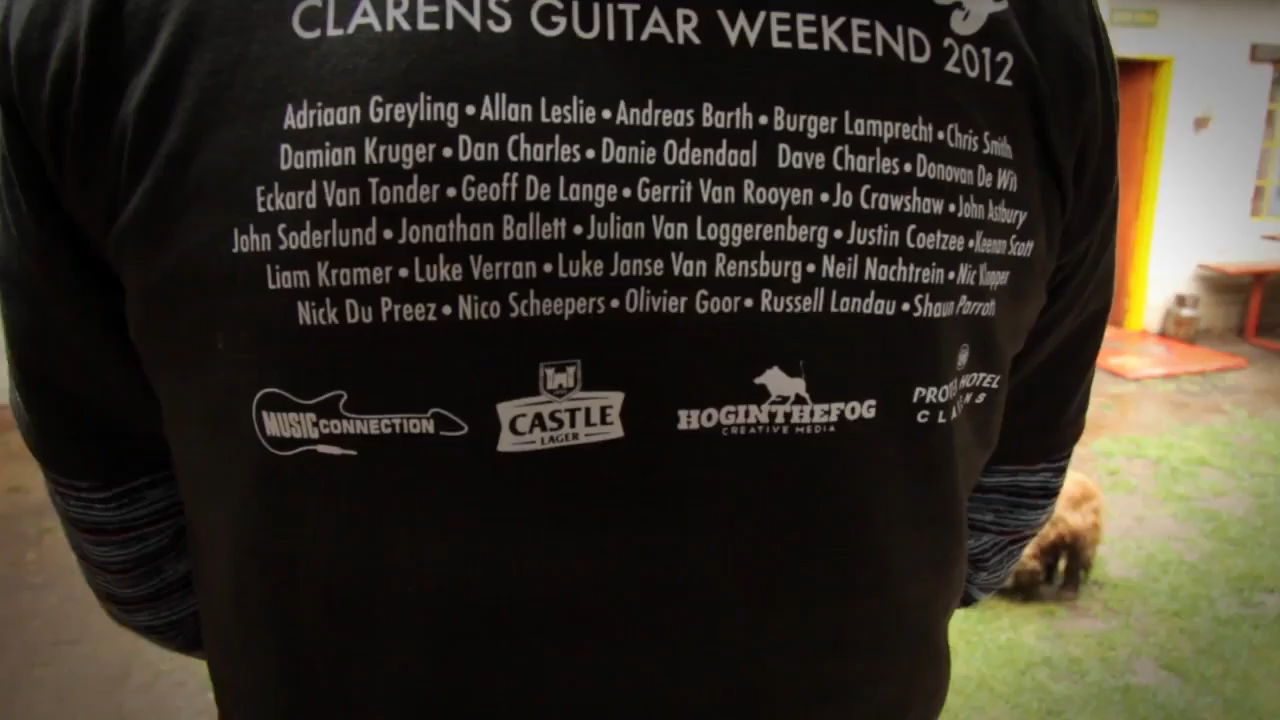 CLARENS GUITAR WEEKEND 2012
Adriaan Greyling • Allan Leslie • Andreas Barth • Burger Lamprecht • Chris Smith
Damian Kruger • Dan Charles • Danie Odendaal Dave Charles • Donovan De Wit
Eckard Van Tonder • Geoff De Lange • Gerrit Van Rooyen • Jo Crawshaw • John Astbury
John Soderlund • Jonathan Ballett • Julian Van Loggerenberg • Justin Coetzee • Keenan Scott
Liam Kramer • Luke Verran • Luke Janse Van Rensburg • Neil Nachtrein • Nic Klopper
Nick Du Preez • Nico Scheepers • Olivier Goor • Russell Landau • Shaun Parrott
MUSIC CONNECTION
CASTLE
LAGER
HOGINTHEFOG
CREATIVE MEDIA
PROTEA HOTEL
CLARENS